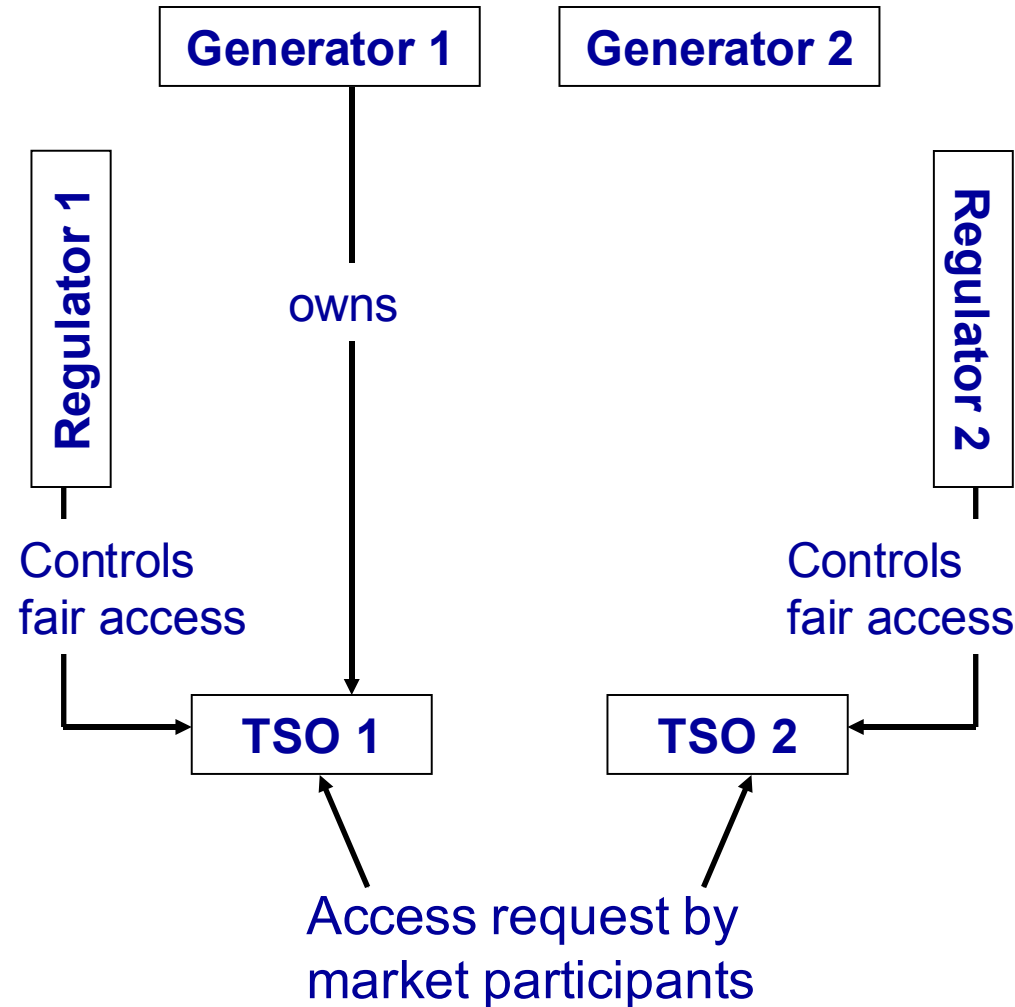 Generator 1
Generator 2
Regulator 1
Regulator 2
owns
Controls
fair access
Controls
fair access
TSO 1
TSO 2
Access request by
market participants